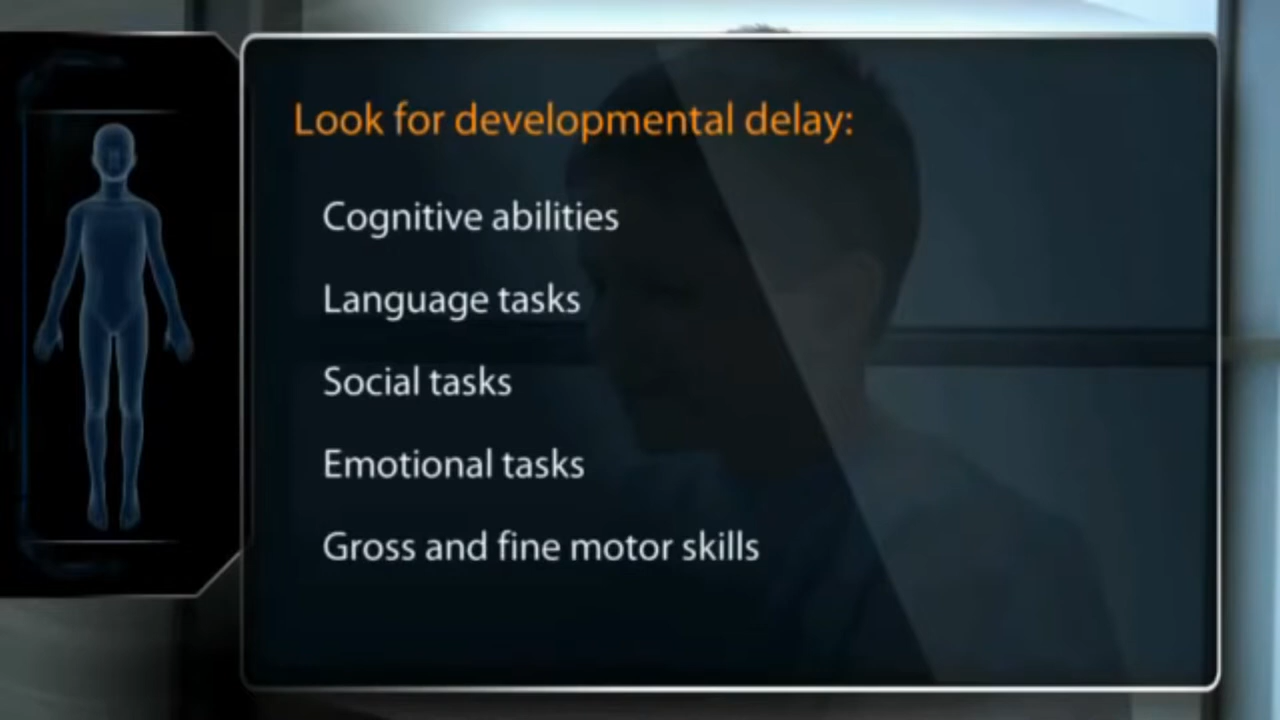 Look for developmental delay:
Cognitive abilities
Language tasks
Social tasks
Emotional tasks
Gross and fine motor skills